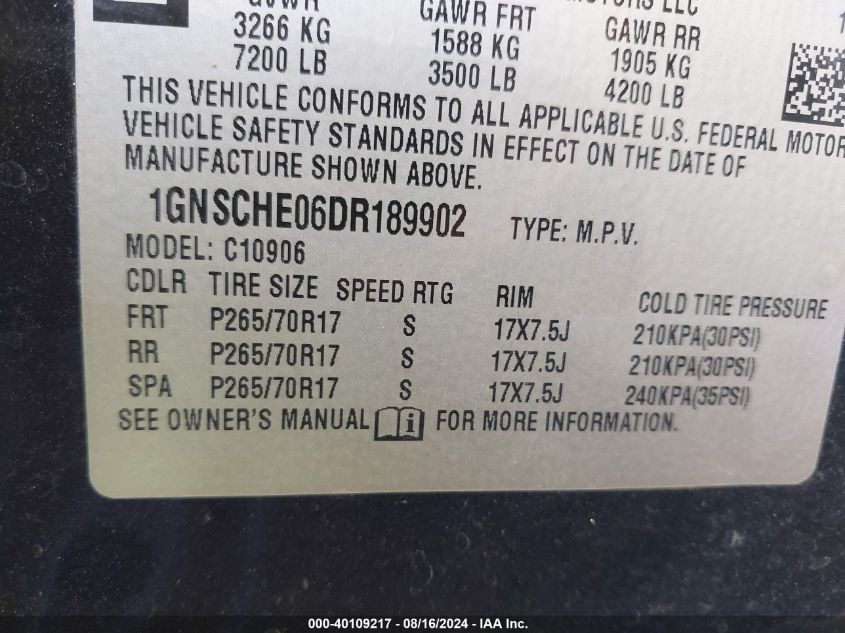 GVWR GAWR FRT GAWR RR
3266 KG 1588 KG 1905 KG
7200 LB 3500 LB 4200 LB
THIS VEHICLE CONFORMS TO ALL APPLICABLE U.S. FEDERAL MOTOR
VEHICLE SAFETY STANDARDS IN EFFECT ON THE DATE OF
MANUFACTURE SHOWN ABOVE.
1GNSCHE06DR189902 TYPE: M.P.V.
MODEL: C10906
CDLR TIRE SIZE SPEED RTG RIM COLD TIRE PRESSURE
FRT P265/70R17 S 17X7.5J 210KPA(30PSI)
RR P265/70R17 S 17X7.5J 210KPA(30PSI)
SPA P265/70R17 S 17X7.5J 240KPA(35PSI)
SEE OWNER'S MANUAL FOR MORE INFORMATION.
000-40109217 - 08/16/2024 - IAA Inc.